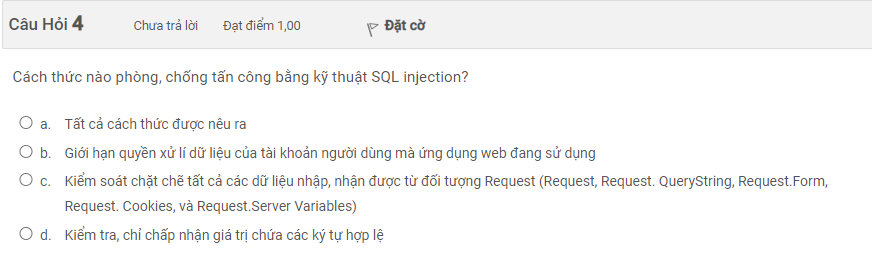 Câu Hỏi 4 Chưa trả lời Đạt điểm 1,00 Đặt cờ
Cách thức nào phòng, chống tấn công bằng kỹ thuật SQL injection?
a. Tất cả cách thức được nêu ra
b. Giới hạn quyền xử lí dữ liệu của tài khoản người dùng mà ứng dụng web đang sử dụng
c. Kiểm soát chặt chẽ tất cả các dữ liệu nhập, nhận được từ đối tượng Request (Request, Request. QueryString, Request.Form,
Request. Cookies, và Request.Server Variables)
d. Kiểm tra, chỉ chấp nhận giá trị chứa các ký tự hợp lệ